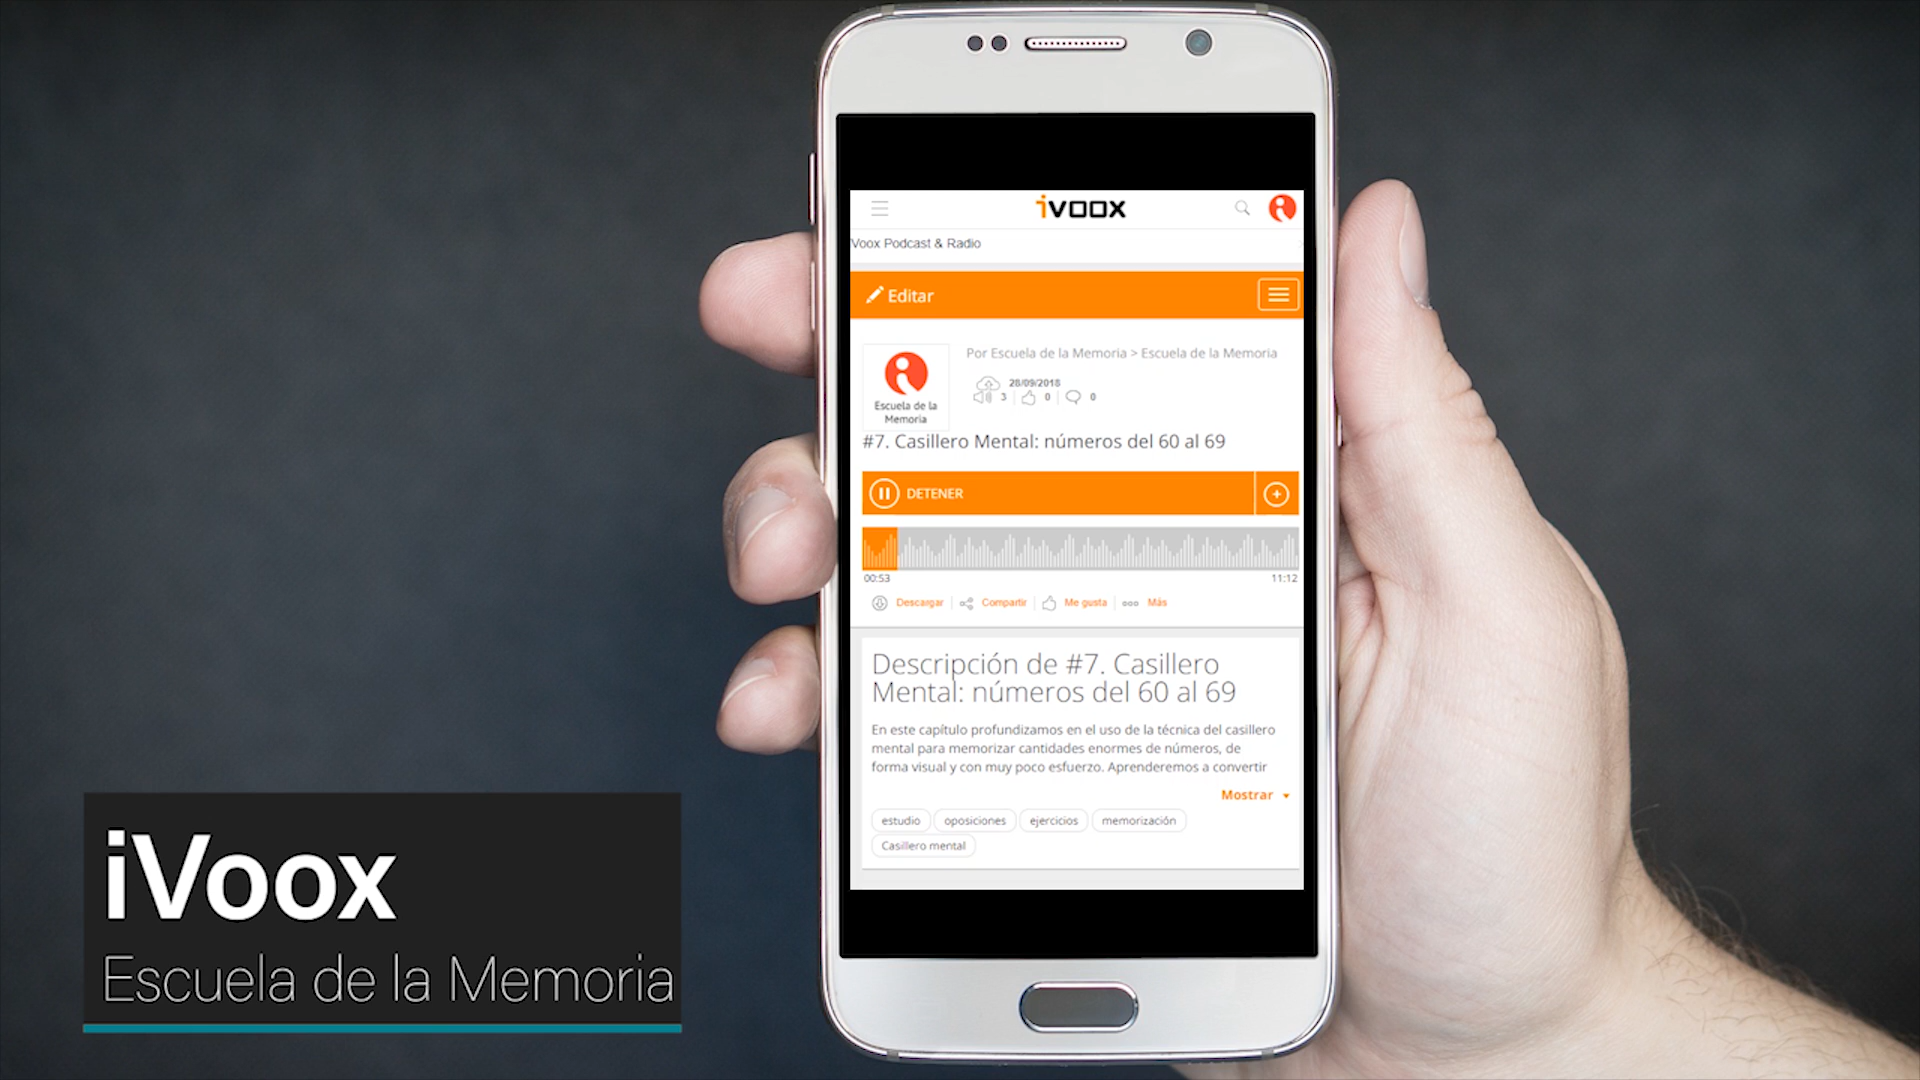 iVOOX
Voox Podcast & Radio
Editar
Por Escuela de la Memoria > Escuela de la Memoria
28/09/2018
3 0 0
Escuela de la
Memoria
#7. Casillero Mental: números del 60 al 69
DETENER
00:53 11:12
Descargar Compartir Me gusta Más
Descripción de #7. Casillero
Mental: números del 60 al 69
En este capítulo profundizamos en el uso de la técnica del casillero
mental para memorizar cantidades enormes de números, de
forma visual y con muy poco esfuerzo. Aprenderemos a convertir
Mostrar
estudio oposiciones ejercicios memorización
Casillero mental
iVoox
Escuela de la Memoria